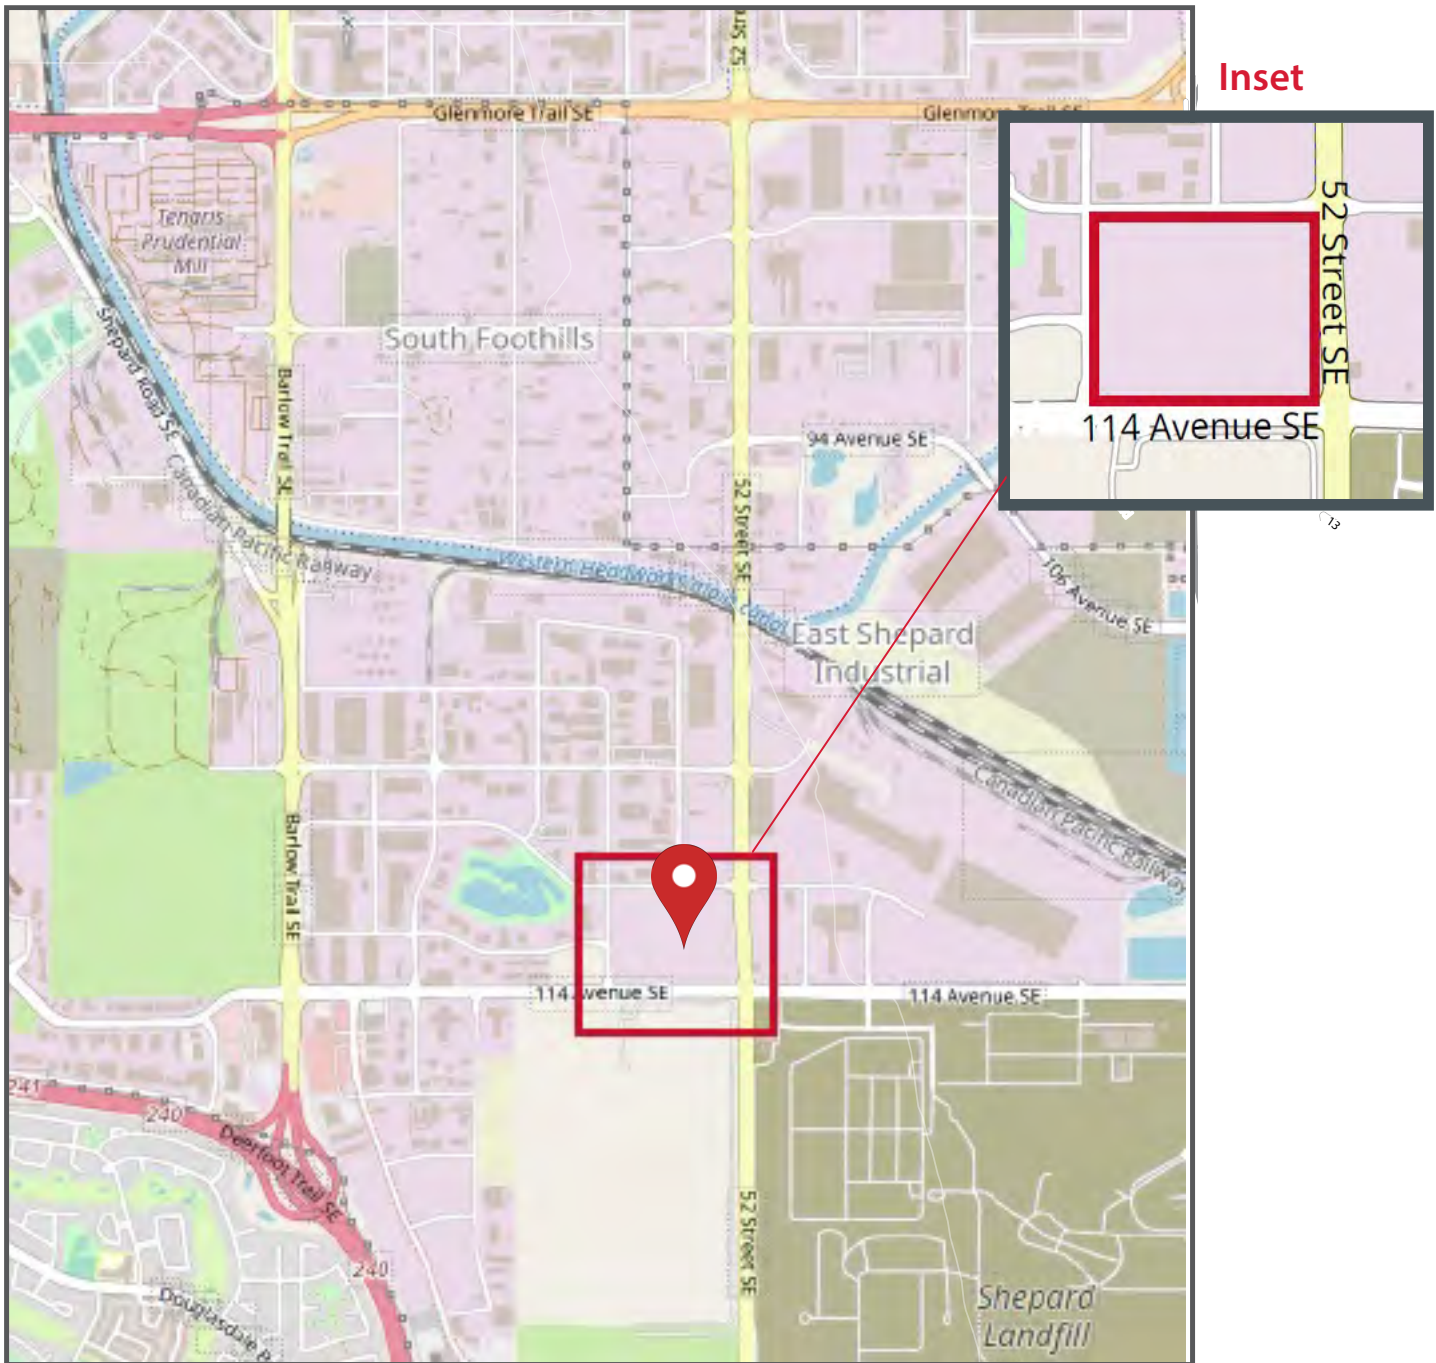 52 Stre
Inset
Glenmore Trail SE
Glenmore Trail SE
Tenaris
Prudential
Mill
52 Street SE
South Foothills
Shepard Road SE
Barlow Trail SE
114 Avenue SE
94 Avenue SE
52 Street SE
13
Canadian Pacific Railway
Western Headworks main canal
106 Avenue SE
East Shepard
Industrial
Canadian Pacific Railway
Barlow Trail SE
114 Avenue SE
114 Avenue SE
241
240
Deerfoot Trail SE
52 Street SE
240
Douglasdale B
Shepard
Landfill